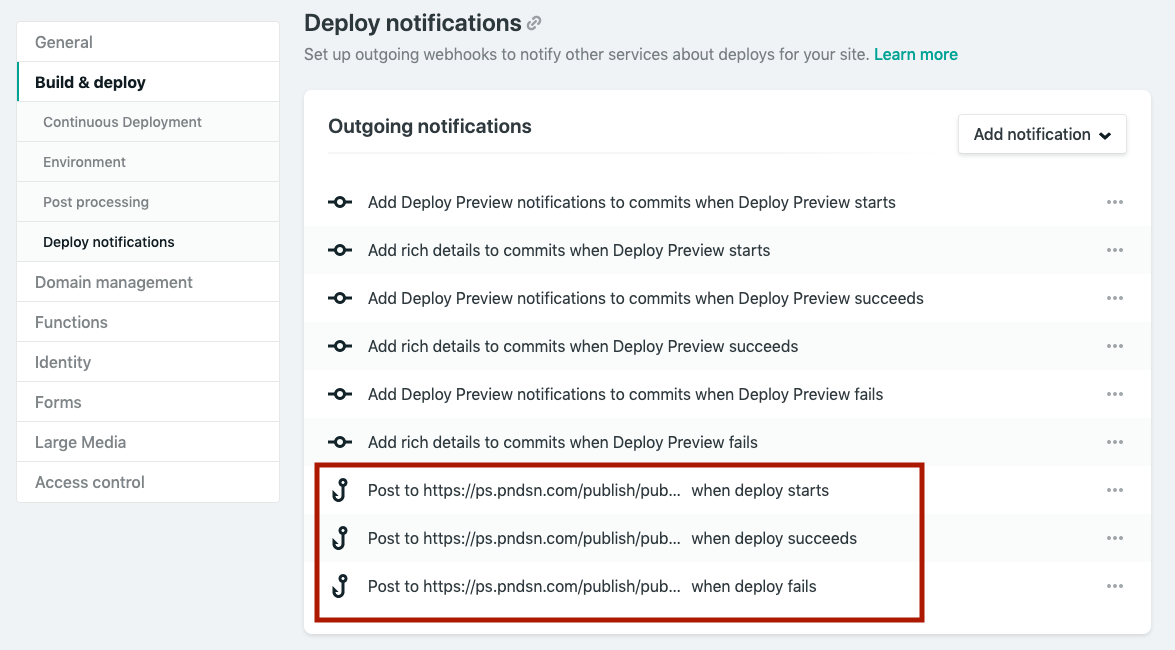 General
Build & deploy
Continuous Deployment
Environment
Post processing
Deploy notifications
Domain management
Functions
Identity
Forms
Large Media
Access control
Deploy notifications
Set up outgoing webhooks to notify other services about deploys for your site. Learn more
Outgoing notifications
Add notification
Add Deploy Preview notifications to commits when Deploy Preview starts
Add rich details to commits when Deploy Preview starts
Add Deploy Preview notifications to commits when Deploy Preview succeeds
Add rich details to commits when Deploy Preview succeeds
Add Deploy Preview notifications to commits when Deploy Preview fails
Add rich details to commits when Deploy Preview fails
Post to https://ps.pndsn.com/publish/pub... when deploy starts
Post to https://ps.pndsn.com/publish/pub... when deploy succeeds
Post to https://ps.pndsn.com/publish/pub... when deploy fails